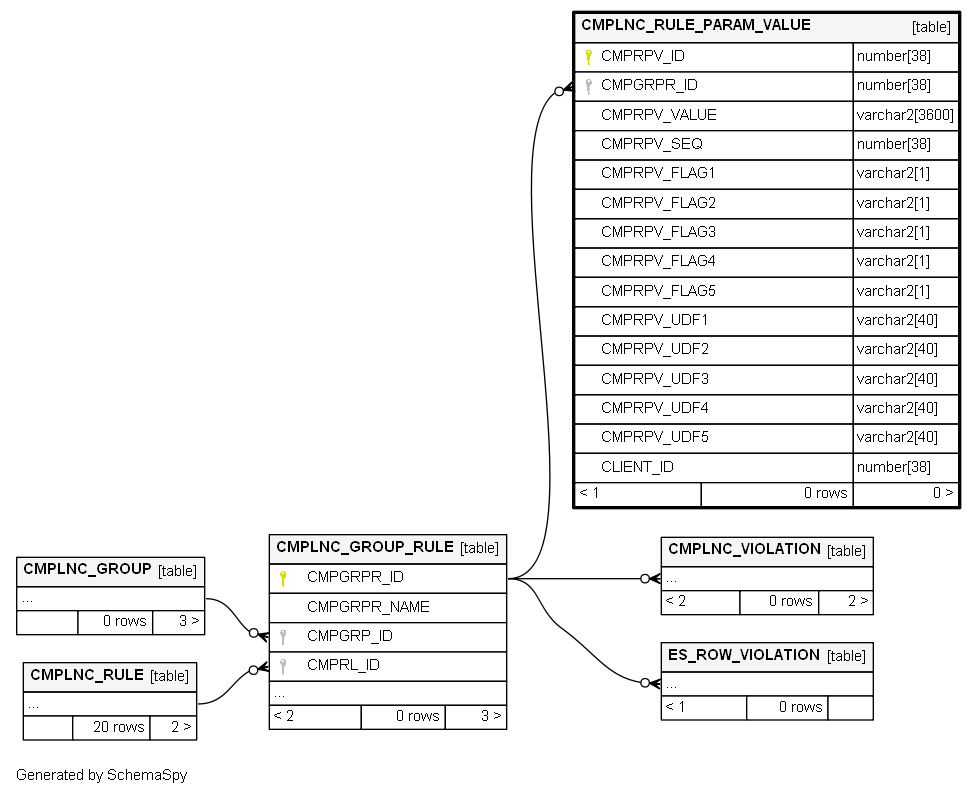 CMPLNC_RULE_PARAM_VALUE [table]
CMPRPV_ID number[38]
CMPGRPR_ID number[38]
CMPRPV_VALUE varchar2[3600]
CMPRPV_SEQ number[38]
CMPRPV_FLAG1 varchar2[1]
CMPRPV_FLAG2 varchar2[1]
CMPRPV_FLAG3 varchar2[1]
CMPRPV_FLAG4 varchar2[1]
CMPRPV_FLAG5 varchar2[1]
CMPRPV_UDF1 varchar2[40]
CMPRPV_UDF2 varchar2[40]
CMPRPV_UDF3 varchar2[40]
CMPRPV_UDF4 varchar2[40]
CMPRPV_UDF5 varchar2[40]
CLIENT_ID number[38]
< 1 0 rows 0 >
CMPLNC_GROUP [table]
...
0 rows 3 >
CMPLNC_RULE [table]
...
20 rows 2 >
CMPLNC_GROUP_RULE [table]
CMPGRPR_ID
CMPGRPR_NAME
CMPGRP_ID
CMPRL_ID
...
< 2 0 rows 3 >
CMPLNC_VIOLATION [table]
...
< 2 0 rows 2 >
ES_ROW_VIOLATION [table]
...
< 1 0 rows
Generated by SchemaSpy